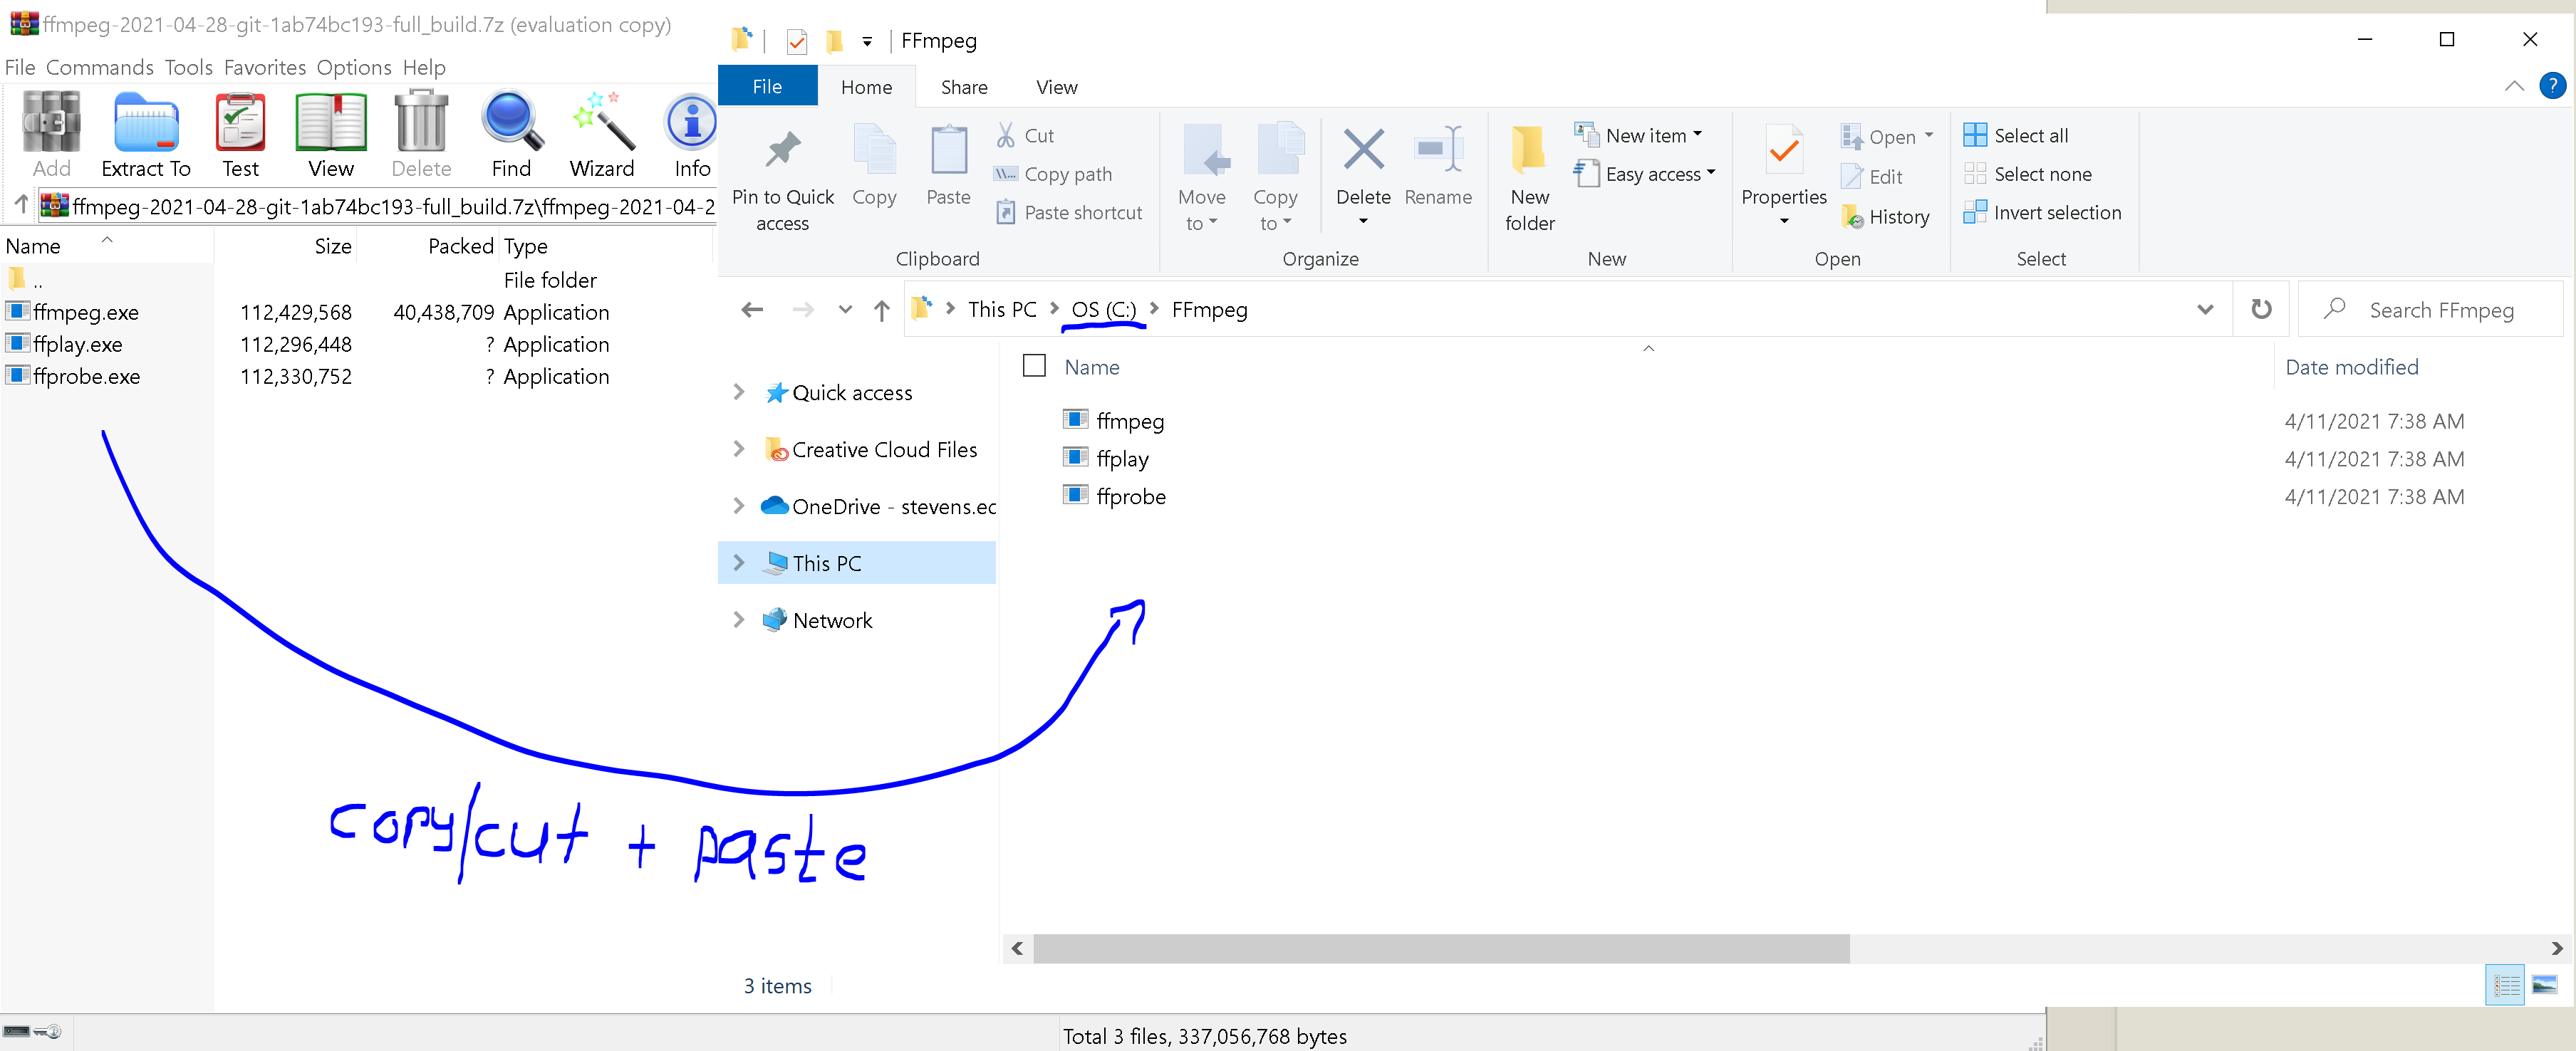 ffmpeg-2021-04-28-git-1ab74bc193-full_build.7z (evaluation copy)
File Commands Tools Favorites Options Help
Add Extract To Test View Delete Find Wizard Info
ffmpeg-2021-04-28-git-1ab74bc193-full_build.7z\ffmpeg-2021-04-2
Name Size Packed Type
.. File folder
ffmpeg.exe 112,429,568 40,438,709 Application
ffplay.exe 112,296,448 ? Application
ffprobe.exe 112,330,752 ? Application
FFmpeg
File Home Share View
?
Pin to Quick access
Copy
Paste
Cut
Copy path
Paste shortcut
Clipboard
Move to
Copy to
Delete
Rename
Organize
New folder
New item
Easy access
New
Properties
Open
Edit
History
Open
Select all
Select none
Invert selection
Select
This PC > OS (C:) > FFmpeg
Search FFmpeg
Name Date modified
Quick access
Creative Cloud Files
OneDrive - stevens.ec
This PC
Network
ffmpeg 4/11/2021 7:38 AM
ffplay 4/11/2021 7:38 AM
ffprobe 4/11/2021 7:38 AM
copy/cut + paste
3 items
Total 3 files, 337,056,768 bytes